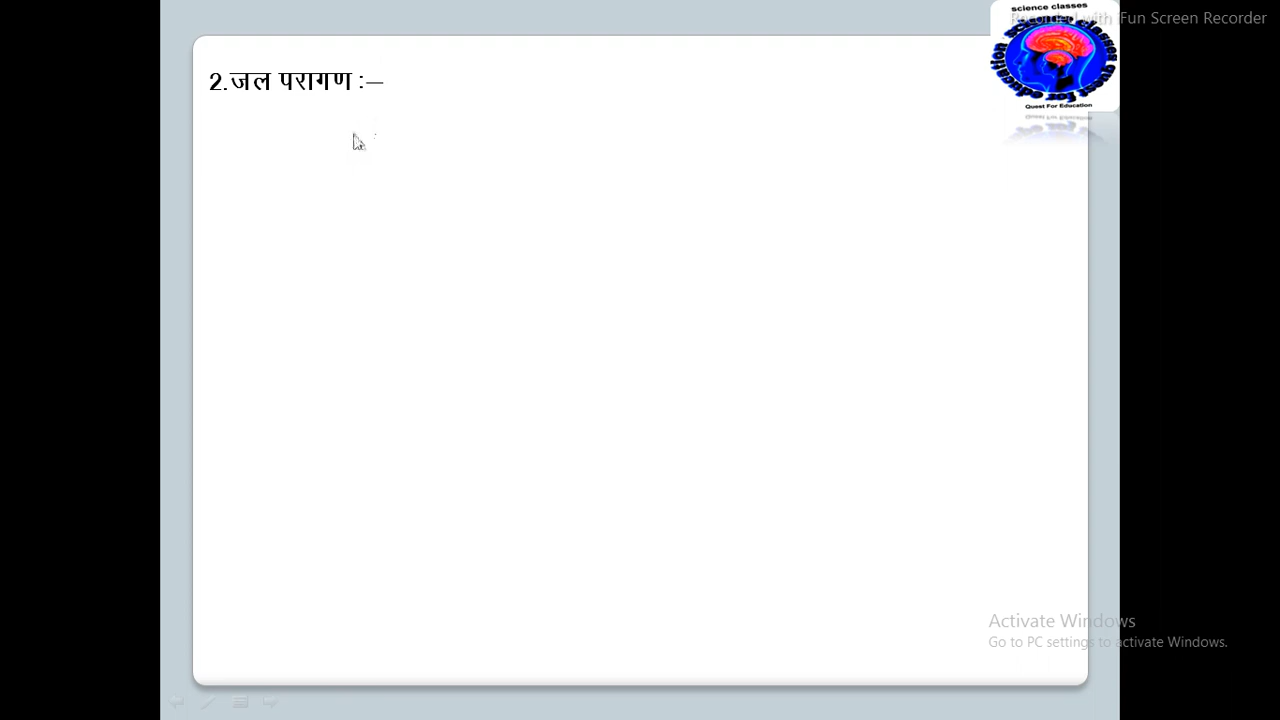 science classes
Recorded with iFun Screen Recorder
2.जल परागण :—
Quest For Education
Activate Windows
Go to PC settings to activate Windows.